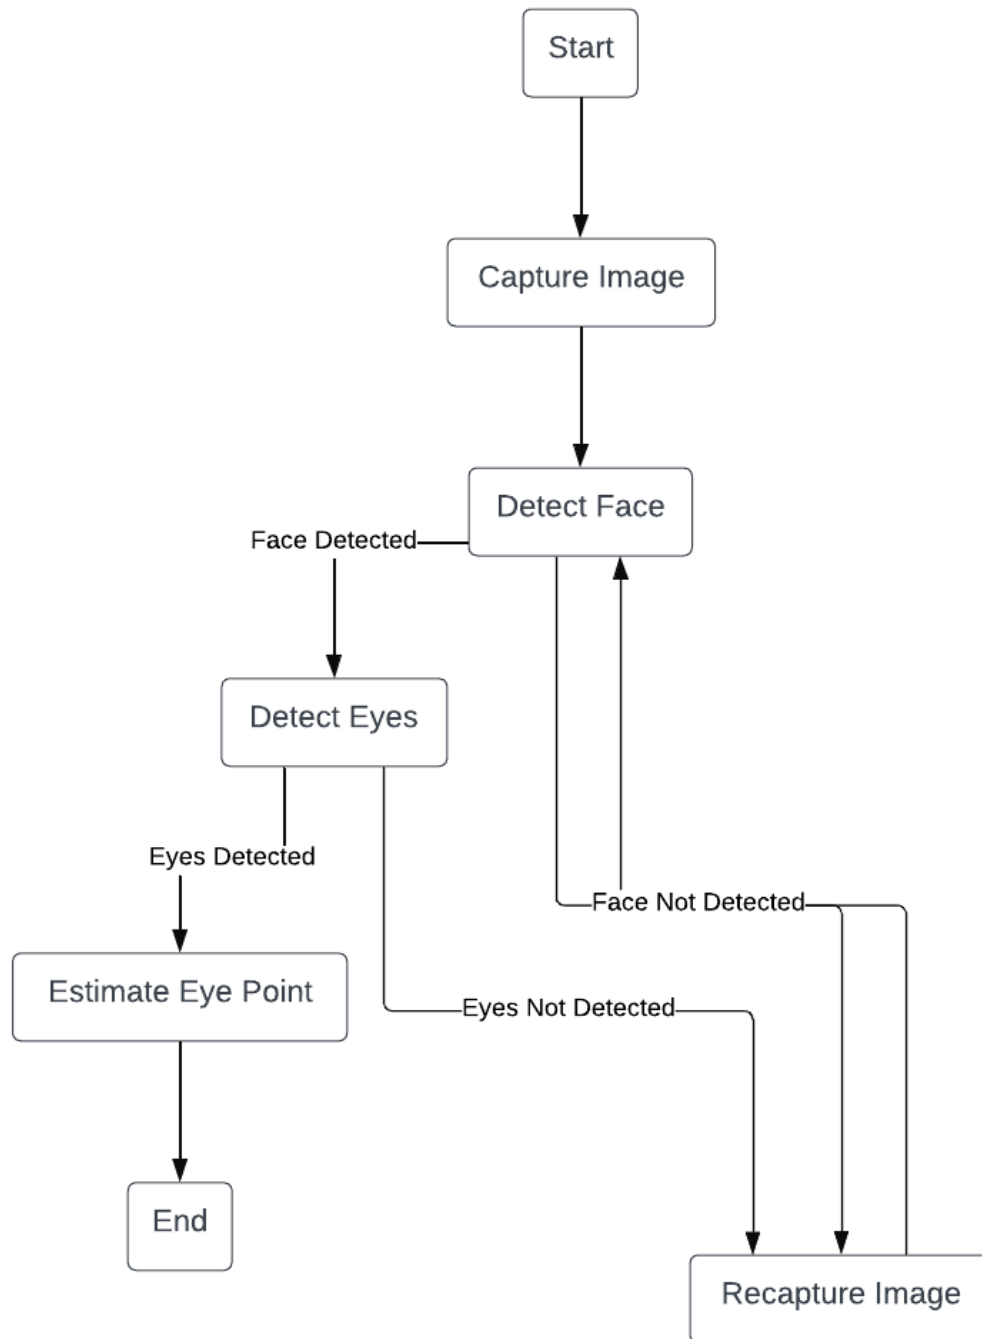 Start
Capture Image
Detect Face
Face Detected
Detect Eyes
Eyes Detected
Face Not Detected
Estimate Eye Point
Eyes Not Detected
End
Recapture Image